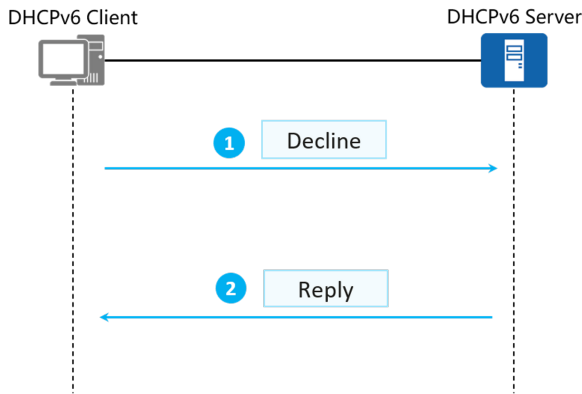 DHCPv6 Client
DHCPv6 Server
1
Decline
2
Reply